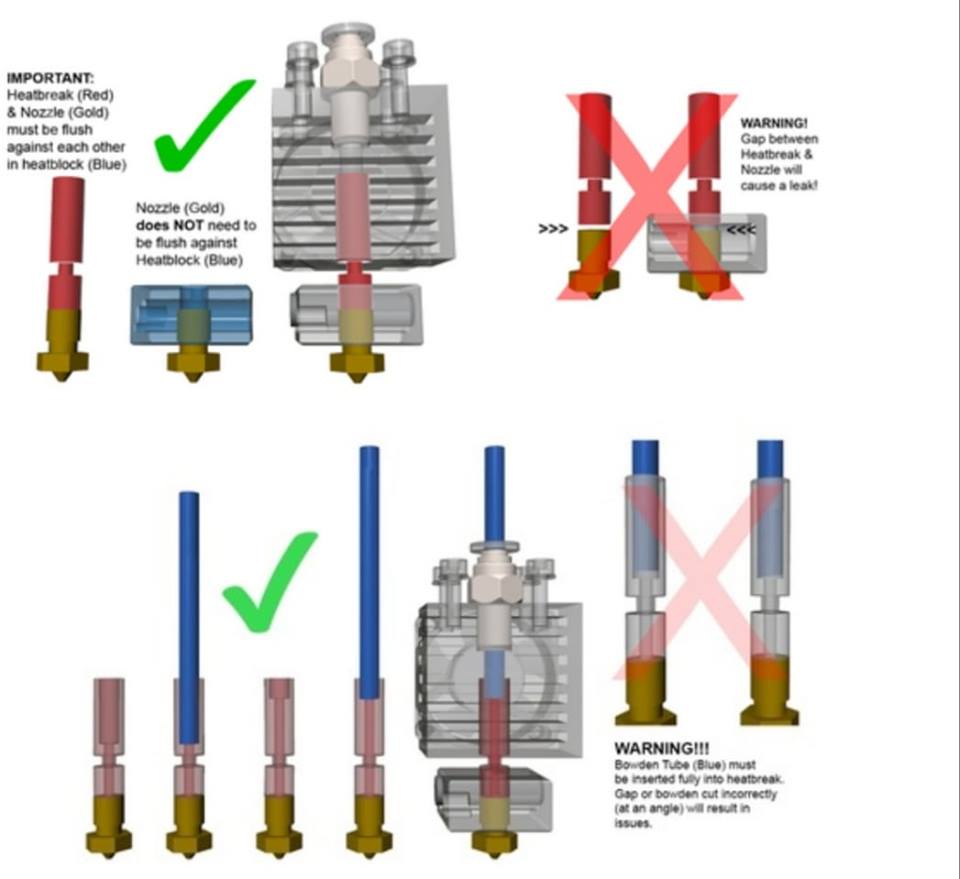 IMPORTANT:
Heatbreak (Red)
& Nozzle (Gold)
must be flush
against each other
in heatblock (Blue)
Nozzle (Gold)
does NOT need to
be flush against
Heatblock (Blue)
WARNING!
Gap between
Heatbreak &
Nozzle will
cause a leak!
>>>
<<<
WARNING!!!
Bowden Tube (Blue) must
be inserted fully into heatbreak.
Gap or bowden cut incorrectly
(at an angle) will result in
issues.